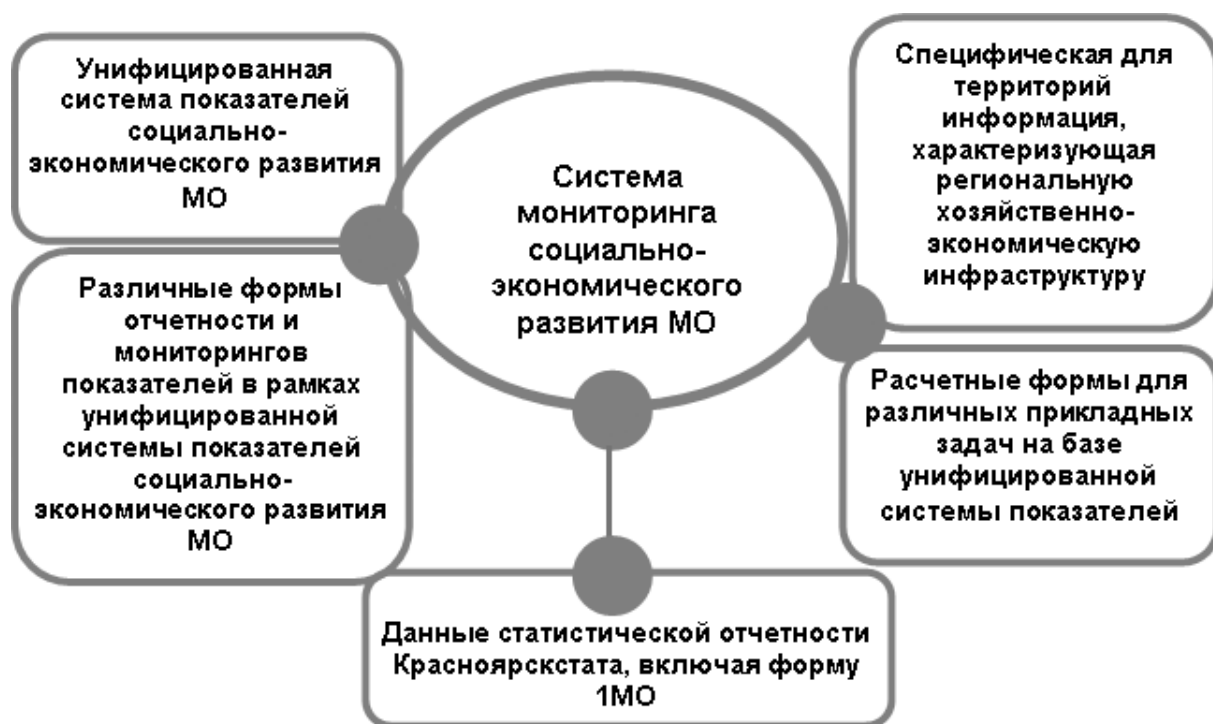 Унифицированная
система показателей
социально-
экономического развития
МО
Различные формы
отчетности и
мониторингов
показателей в рамках
унифицированной
системы показателей
социально-
экономического развития
МО
Система
мониторинга
социально-
экономического
развития МО
Специфическая для
территорий
информация,
характеризующая
региональную
хозяйственно-
экономическую
инфраструктуру
Расчетные формы для
различных прикладных
задач на базе
унифицированной
системы показателей
Данные статистической отчетности
Красноярскстата, включая форму
1МО